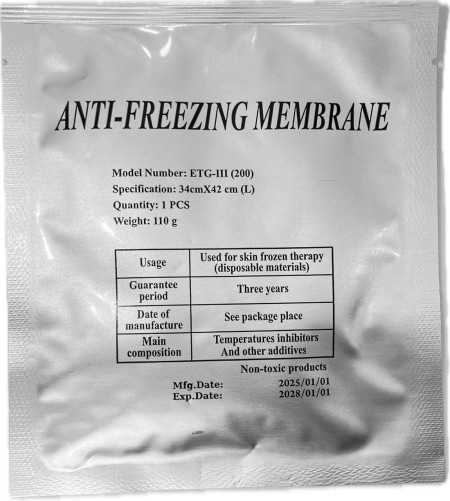 ANTI-FREEZING MEMBRANE
Model Number: ETG-III (200)
Specification: 34cmX42 cm (L)
Quantity: 1 PCS
Weight: 110 g
Usage
Used for skin frozen therapy
(disposable materials)
Guarantee
period
Three years
Date of
manufacture
See package place
Main
composition
Temperatures inhibitors
And other additives
Non-toxic products
Mfg.Date: 2025/01/01
Exp.Date: 2028/01/01